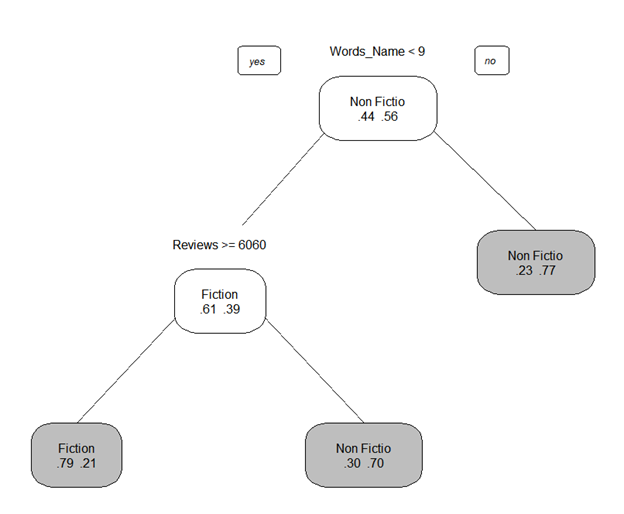 Words_Name < 9
yes
no
Non Fictio
.44 .56
Reviews >= 6060
Non Fictio
.23 .77
Fiction
.61 .39
Fiction
.79 .21
Non Fictio
.30 .70